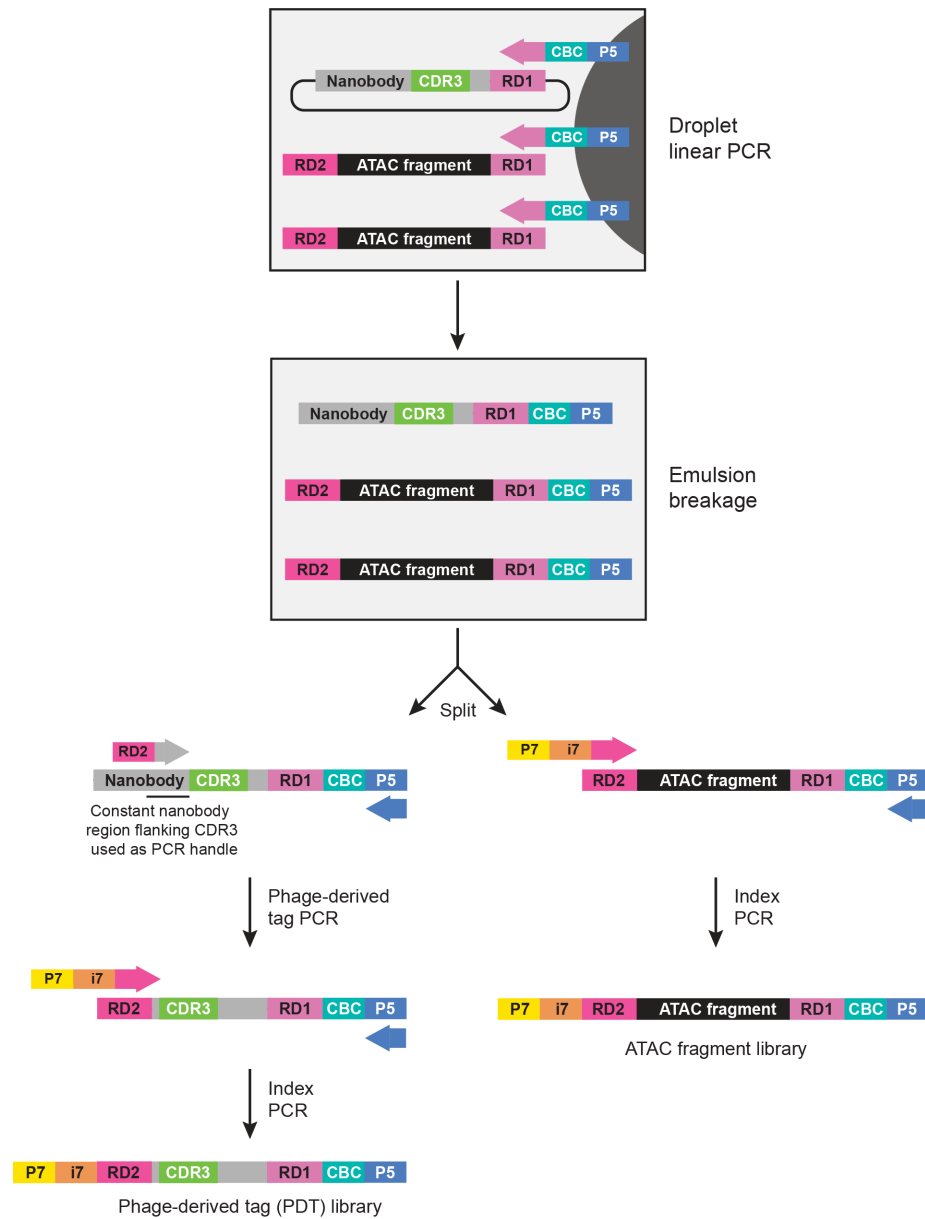 CBC P5
Nanobody CDR3 RD1
CBC P5
RD2 ATAC fragment RD1
CBC P5
RD2 ATAC fragment RD1
Droplet
linear PCR
Nanobody CDR3 RD1 CBC P5
RD2 ATAC fragment RD1 CBC P5
RD2 ATAC fragment RD1 CBC P5
Emulsion
breakage
Split
RD2
Nanobody CDR3 RD1 CBC P5
Constant nanobody
region flanking CDR3
used as PCR handle
P7 i7
RD2 ATAC fragment RD1 CBC P5
Phage-derived
tag PCR
Index
PCR
P7 i7
RD2 CDR3 RD1 CBC P5
P7 i7 RD2 ATAC fragment RD1 CBC P5
ATAC fragment library
Index
PCR
P7 i7 RD2 CDR3 RD1 CBC P5
Phage-derived tag (PDT) library